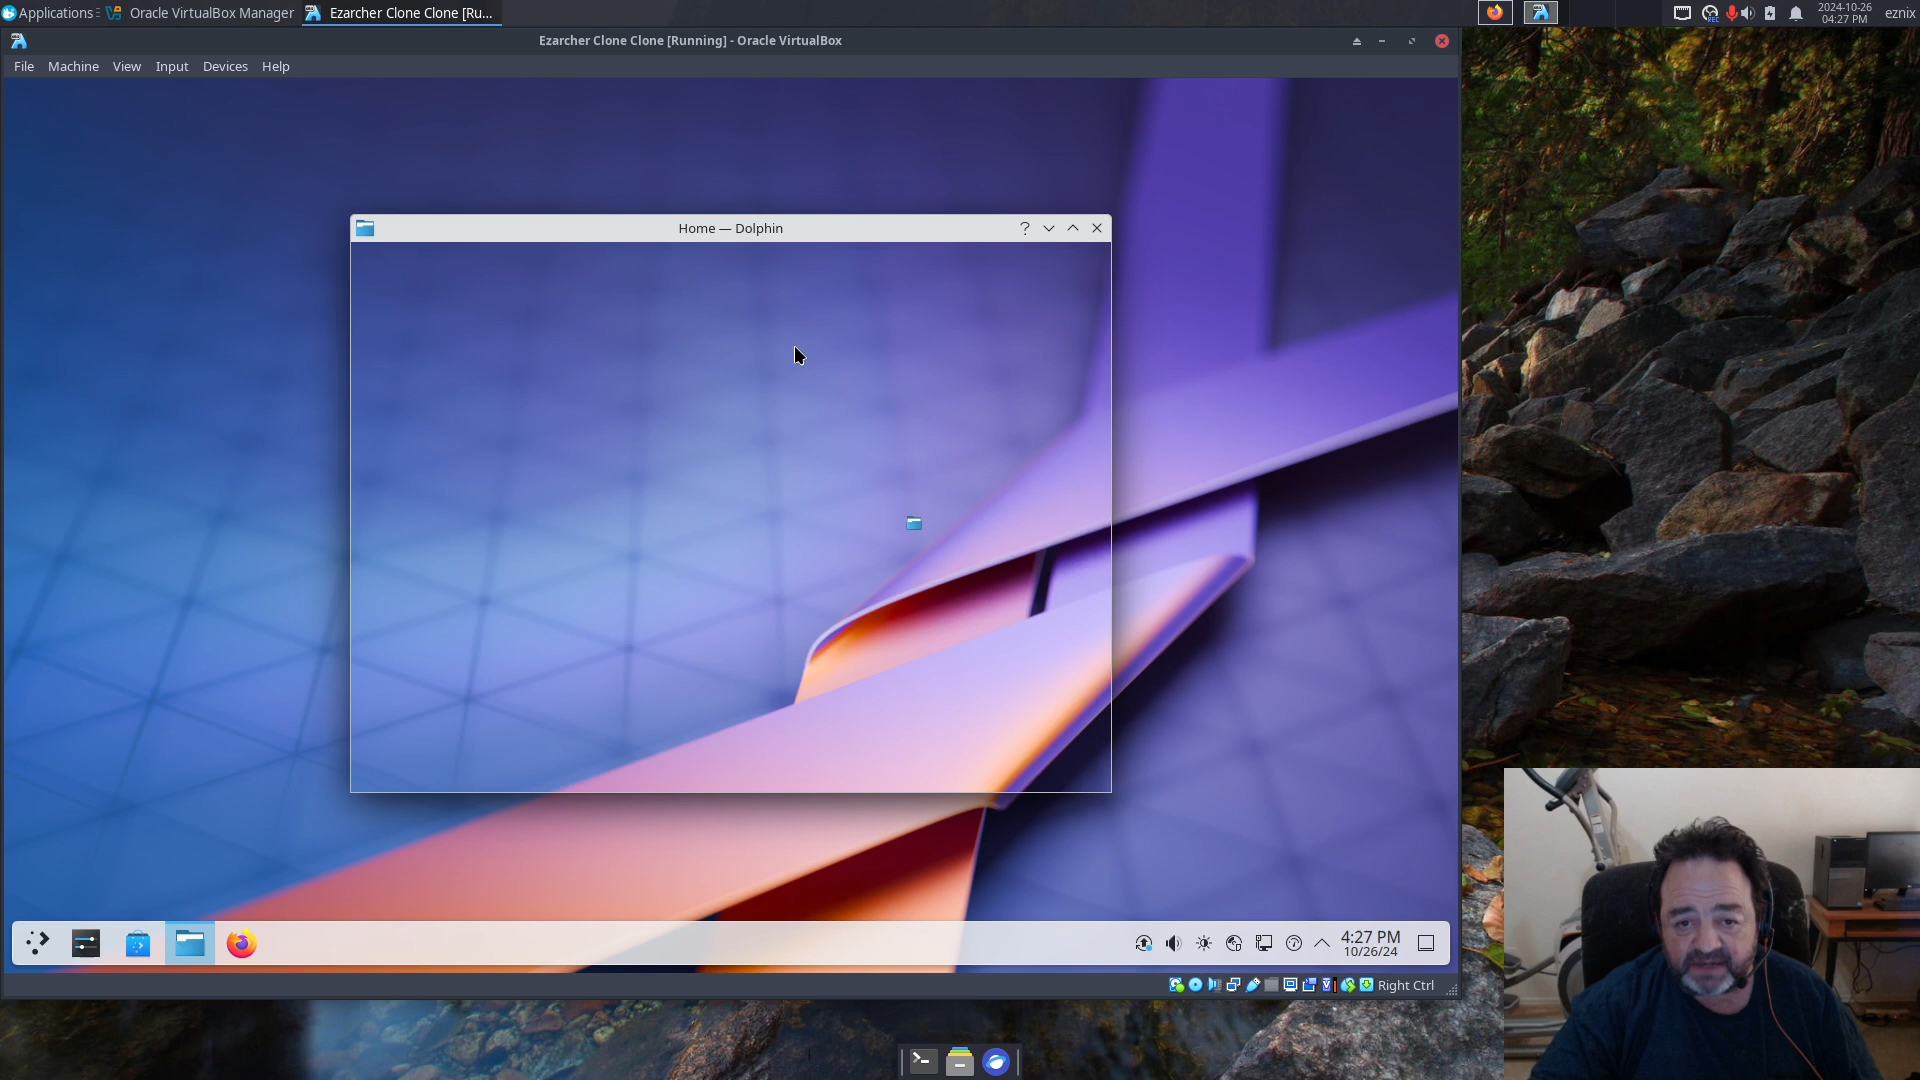 Applications
Oracle VirtualBox Manager
Ezarcher Clone Clone [Ru...
REC
2024-10-26
04:27 PM
eznix
Ezarcher Clone Clone [Running] - Oracle VirtualBox
File Machine View Input Devices Help
Home — Dolphin
4:27 PM
10/26/24
Right Ctrl